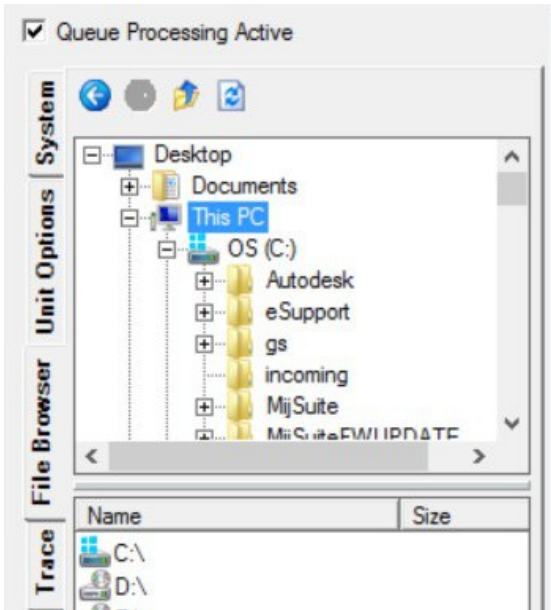 Queue Processing Active
System
Unit Options
File Browser
Trace
Desktop
Documents
This PC
OS (C:)
Autodesk
eSupport
gs
incoming
MijSuite
MijSuiteFWUPDATE
Name Size
C:\
D:\